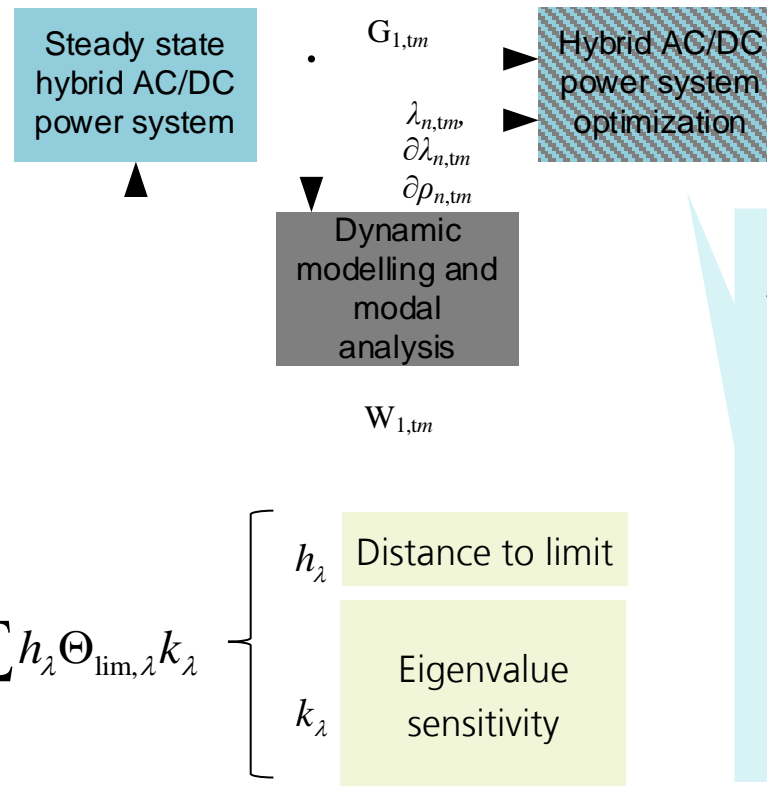 Steady state
hybrid AC/DC
power system
G1,tm
Hybrid AC/DC
power system
optimization
λn,tm,
∂λn,tm
∂ρn,tm
Dynamic
modelling and
modal
analysis
W1,tm
∑ hλΘlim,λkλ
hλ
Distance to limit
kλ
Eigenvalue
sensitivity